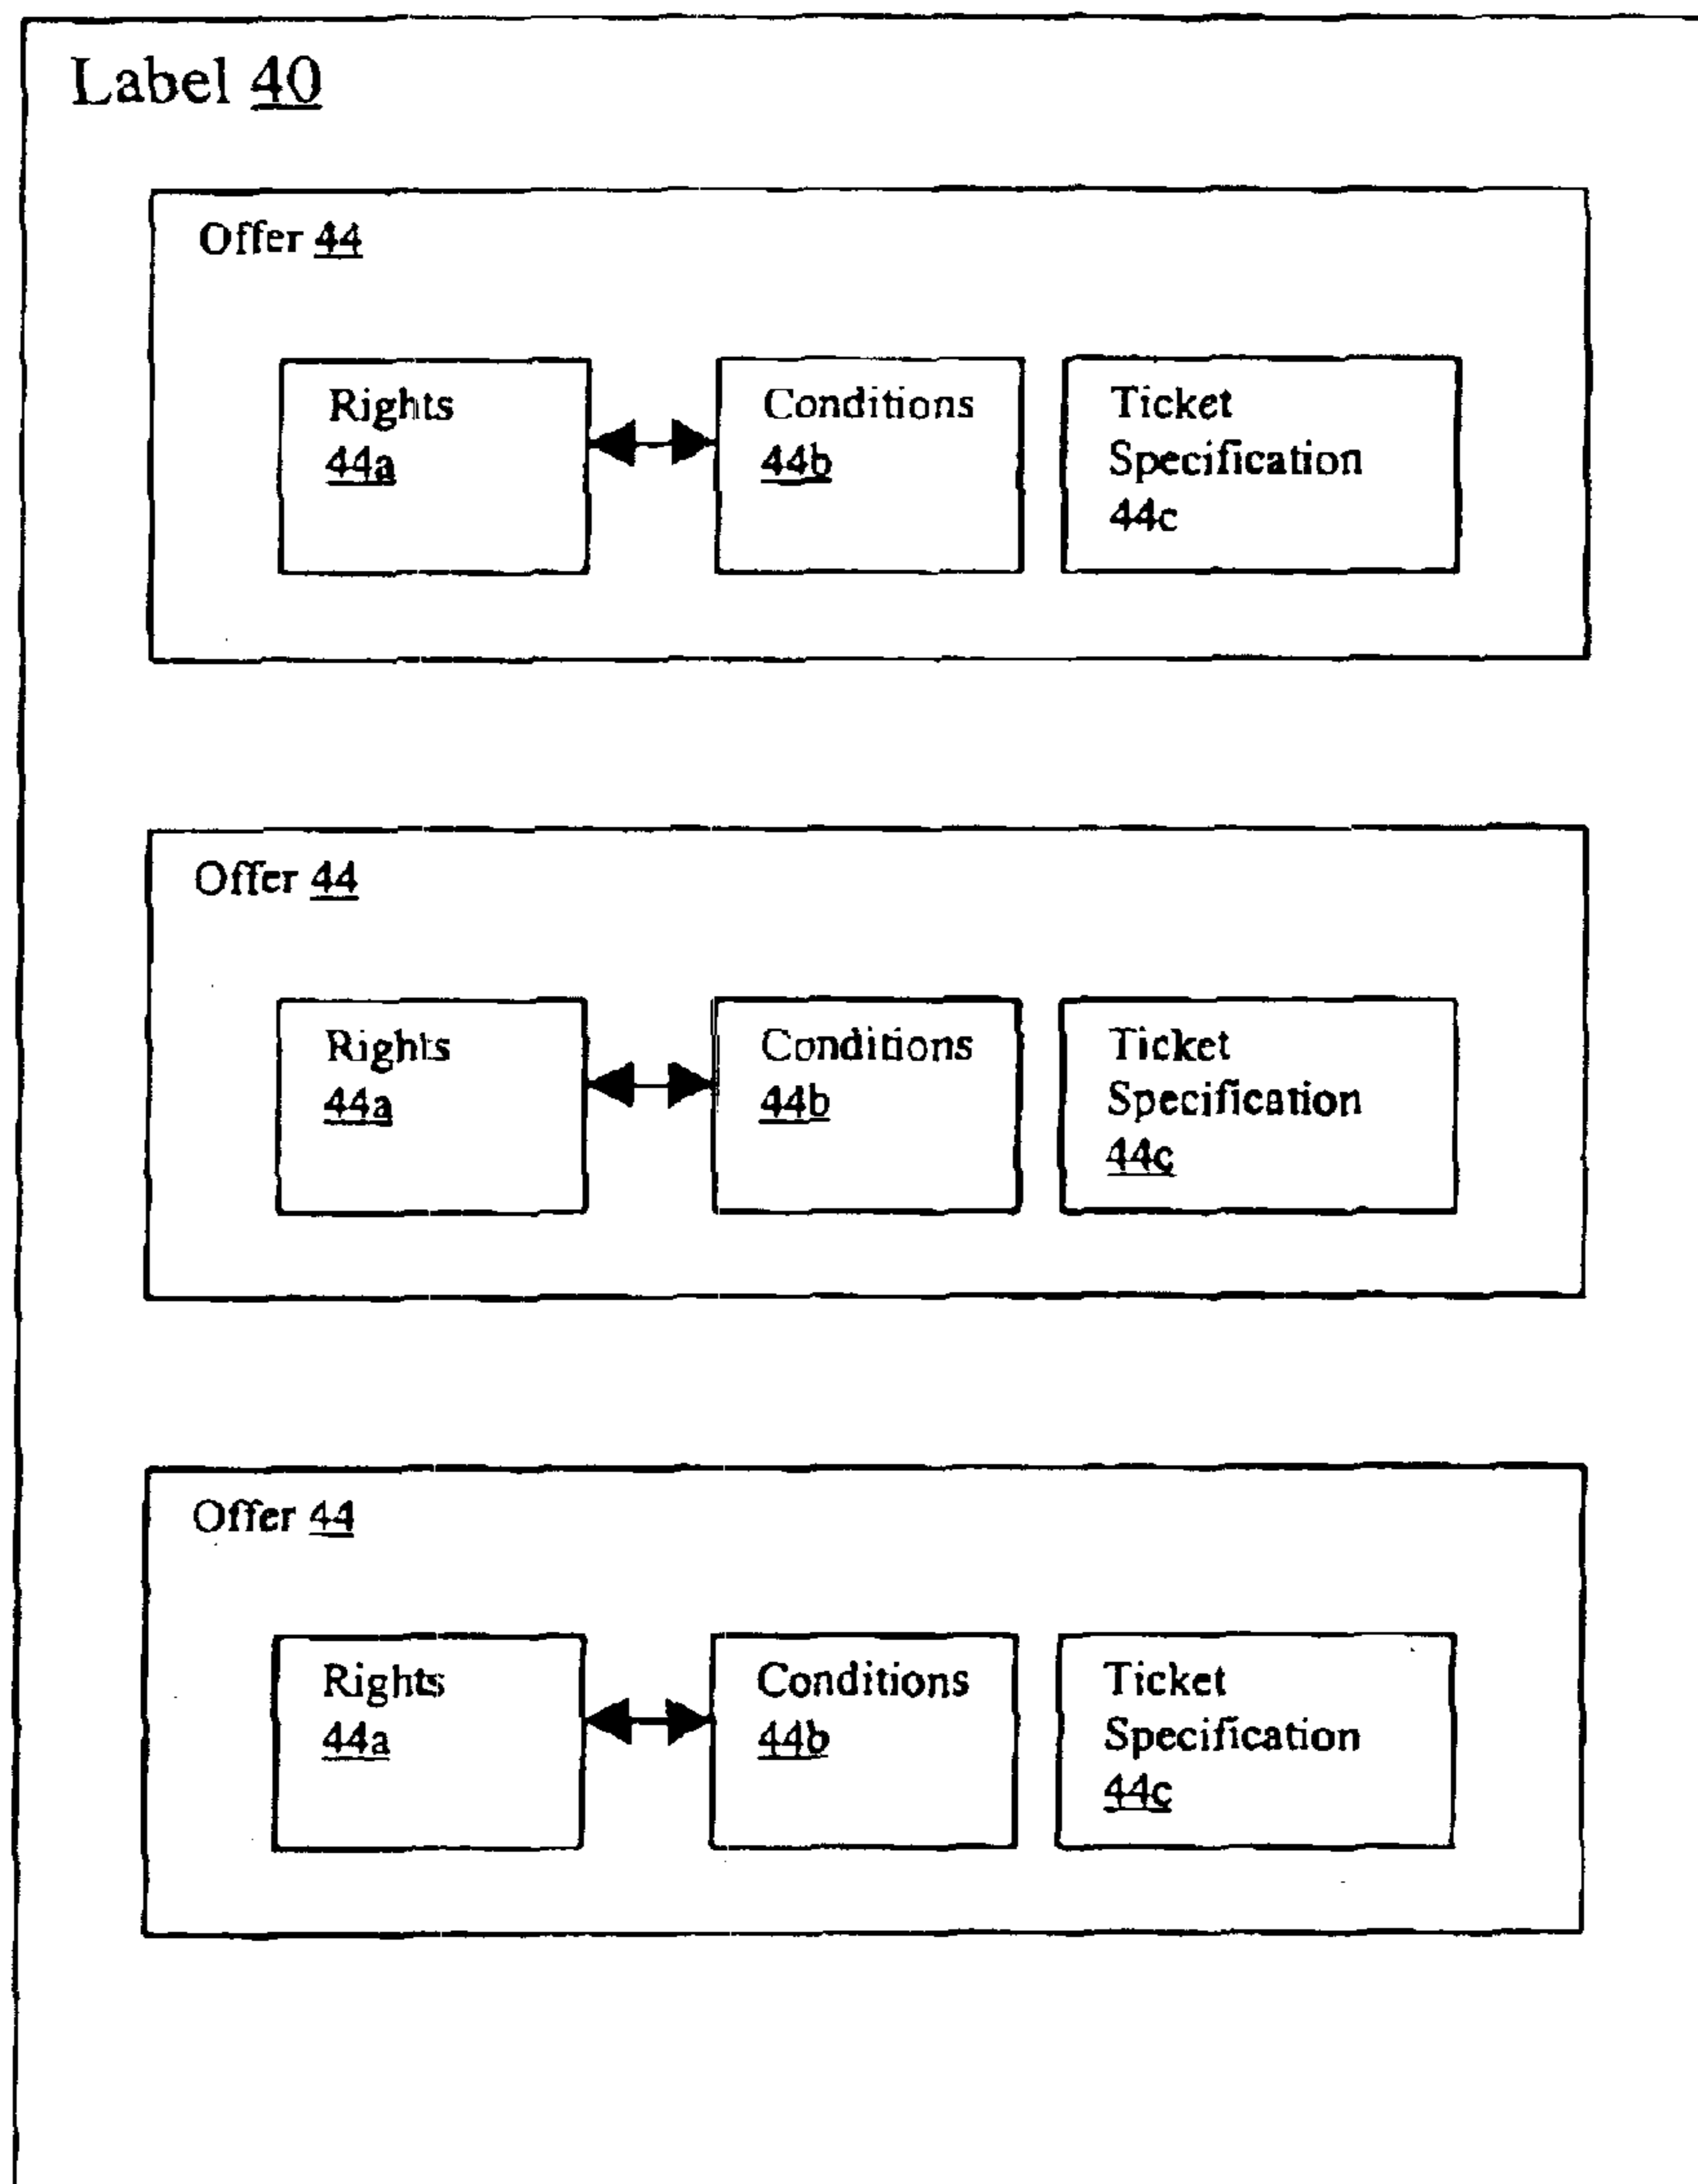 Label 40
Offer 44
Rights
44a
Conditions
44b
Ticket
Specification
44c
Offer 44
Rights
44a
Conditions
44b
Ticket
Specification
44c
Offer 44
Rights
44a
Conditions
44b
Ticket
Specification
44c